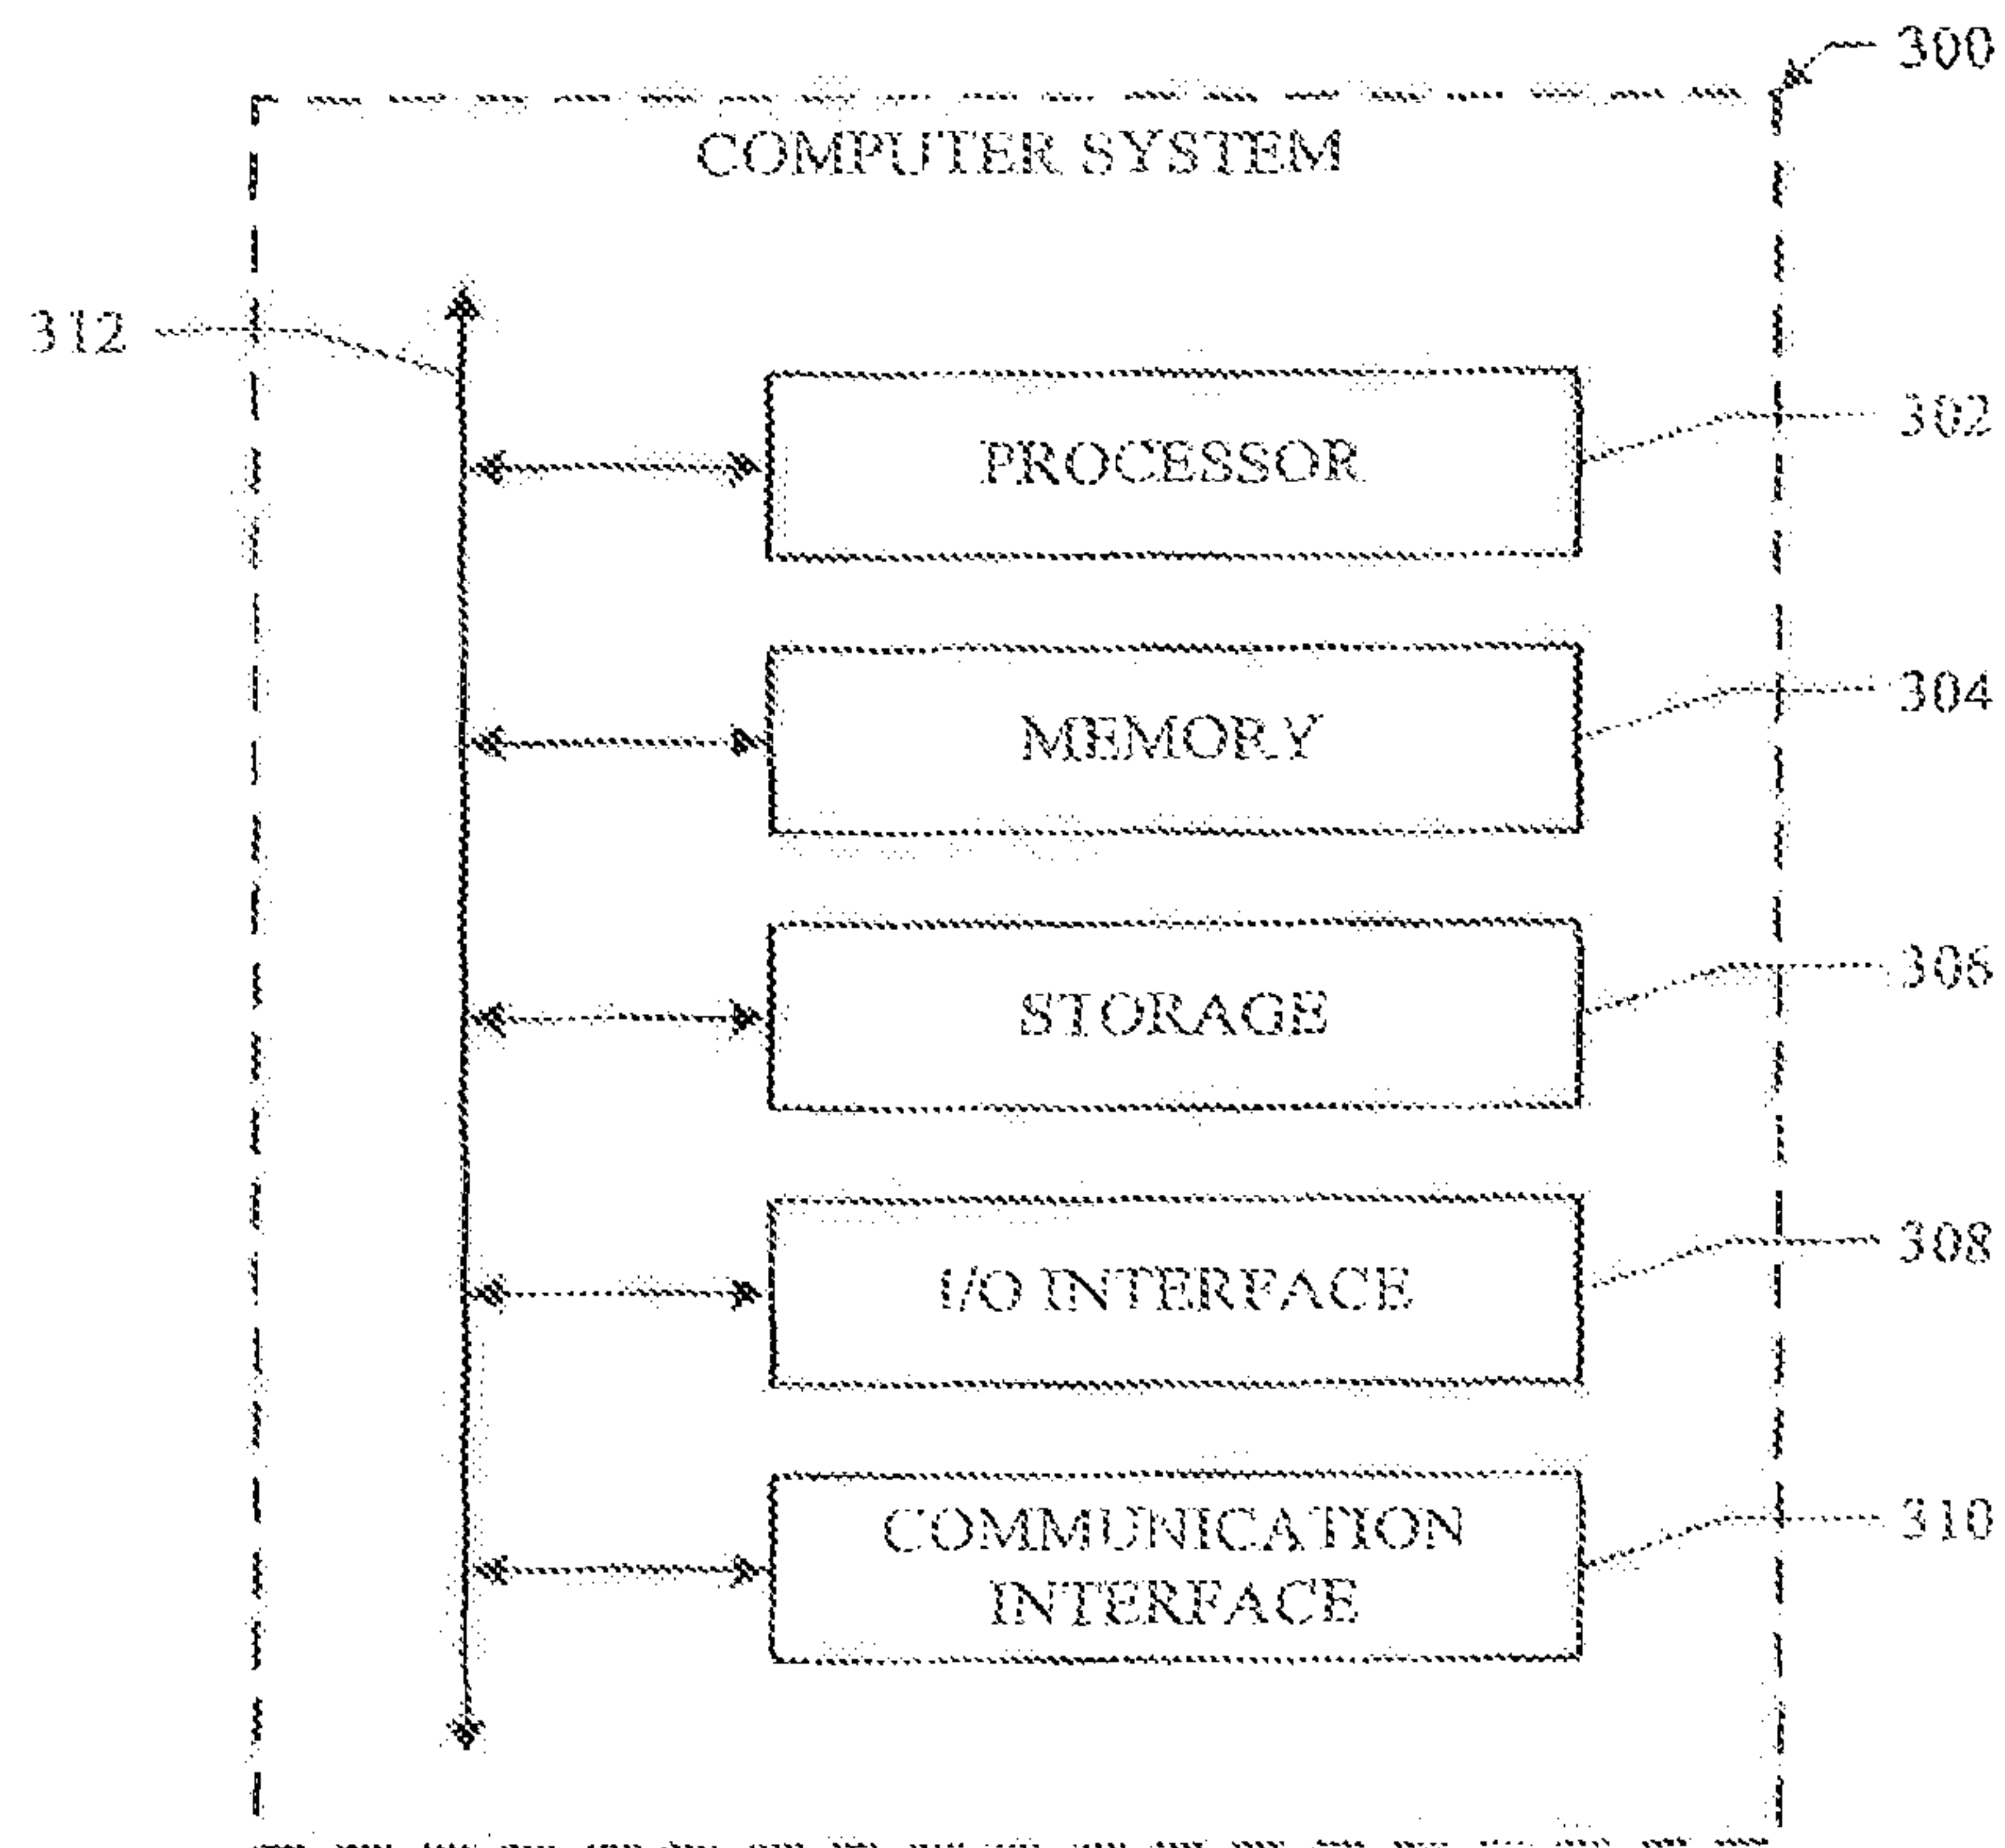 300
COMPUTER SYSTEM
312
PROCESSOR
302
MEMORY
304
STORAGE
306
I/O INTERFACE
308
COMMUNICATION
INTERFACE
310